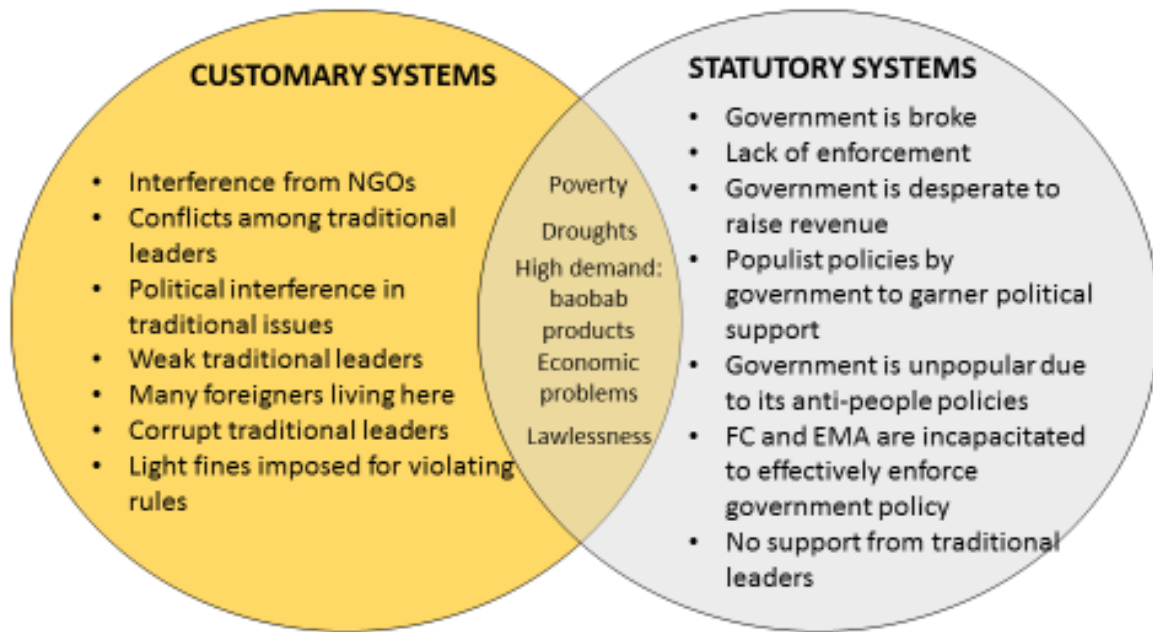 CUSTOMARY SYSTEMS
• Interference from NGOs
• Conflicts among traditional
leaders
• Political interference in
traditional issues
• Weak traditional leaders
• Many foreigners living here
• Corrupt traditional leaders
• Light fines imposed for violating
rules
Poverty
Droughts
High demand:
baobab
products
Economic
problems
Lawlessness
STATUTORY SYSTEMS
• Government is broke
• Lack of enforcement
• Government is desperate to
raise revenue
• Populist policies by
government to garner political
support
• Government is unpopular due
to its anti-people policies
• FC and EMA are incapacitated
to effectively enforce
government policy
• No support from traditional
leaders